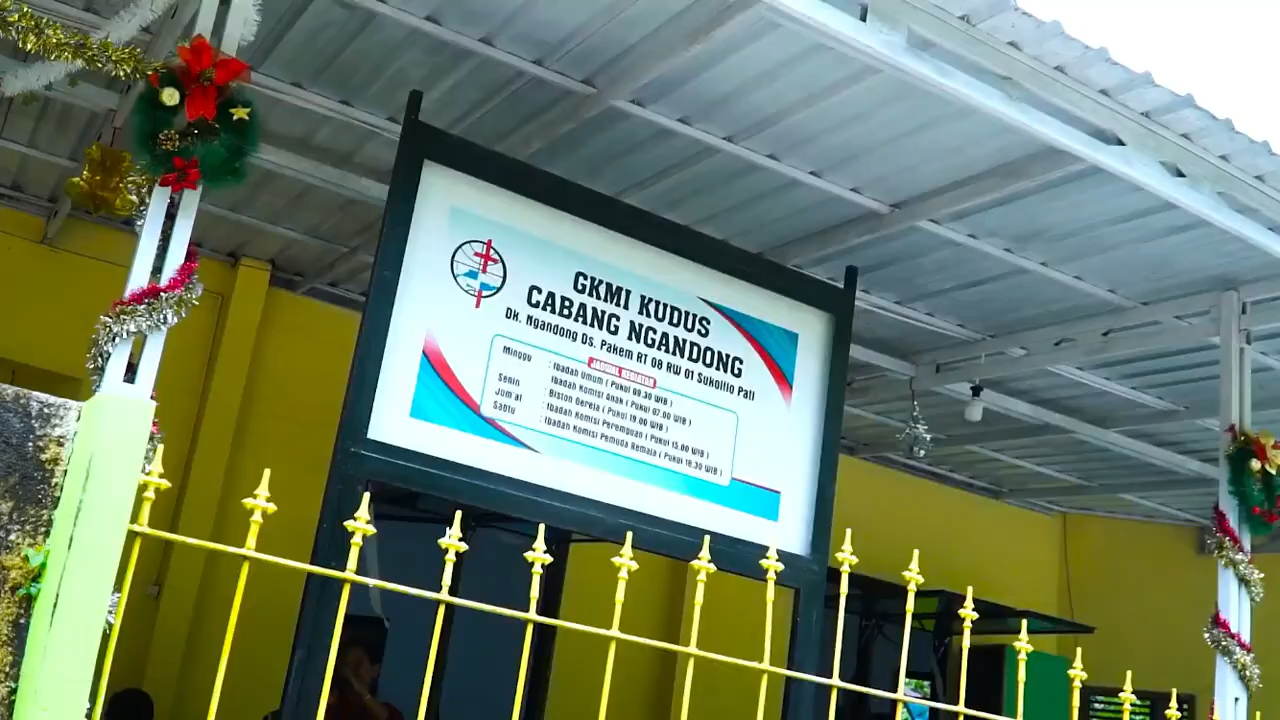 GKMI KUDUS
CABANG NGANDONG
Dk. Ngandong Ds. Pakem RT 08 RW 01 Sukolilo Pati
JADWAL KEGIATAN
Minggu : Ibadah Umum ( Pukul 09.30 WIB )
Ibadah Komisi Anak ( Pukul 07.00 WIB )
Senin : Biston Gereja ( Pukul 19.00 WIB )
Jum'at : Ibadah Komisi Perempuan ( Pukul 15.00 WIB )
Sabtu : Ibadah Komisi Pemuda Remaja ( Pukul 18.30 WIB )